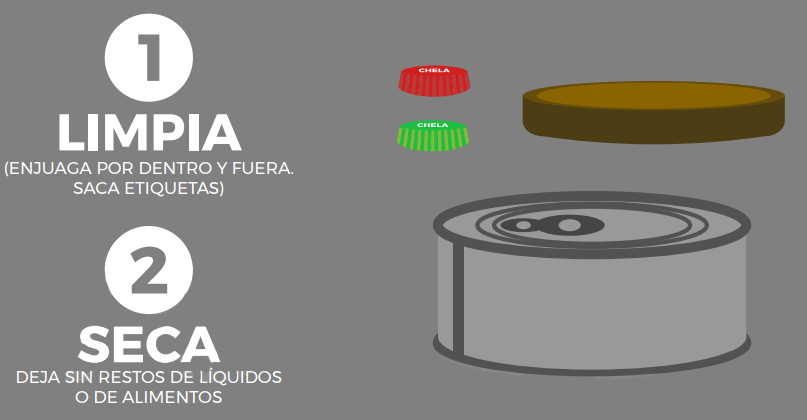 1
LIMPIA
(ENJUAGA POR DENTRO Y FUERA.
SACA ETIQUETAS)
2
SECA
DEJA SIN RESTOS DE LÍQUIDOS
O DE ALIMENTOS
CHELA
CHELA